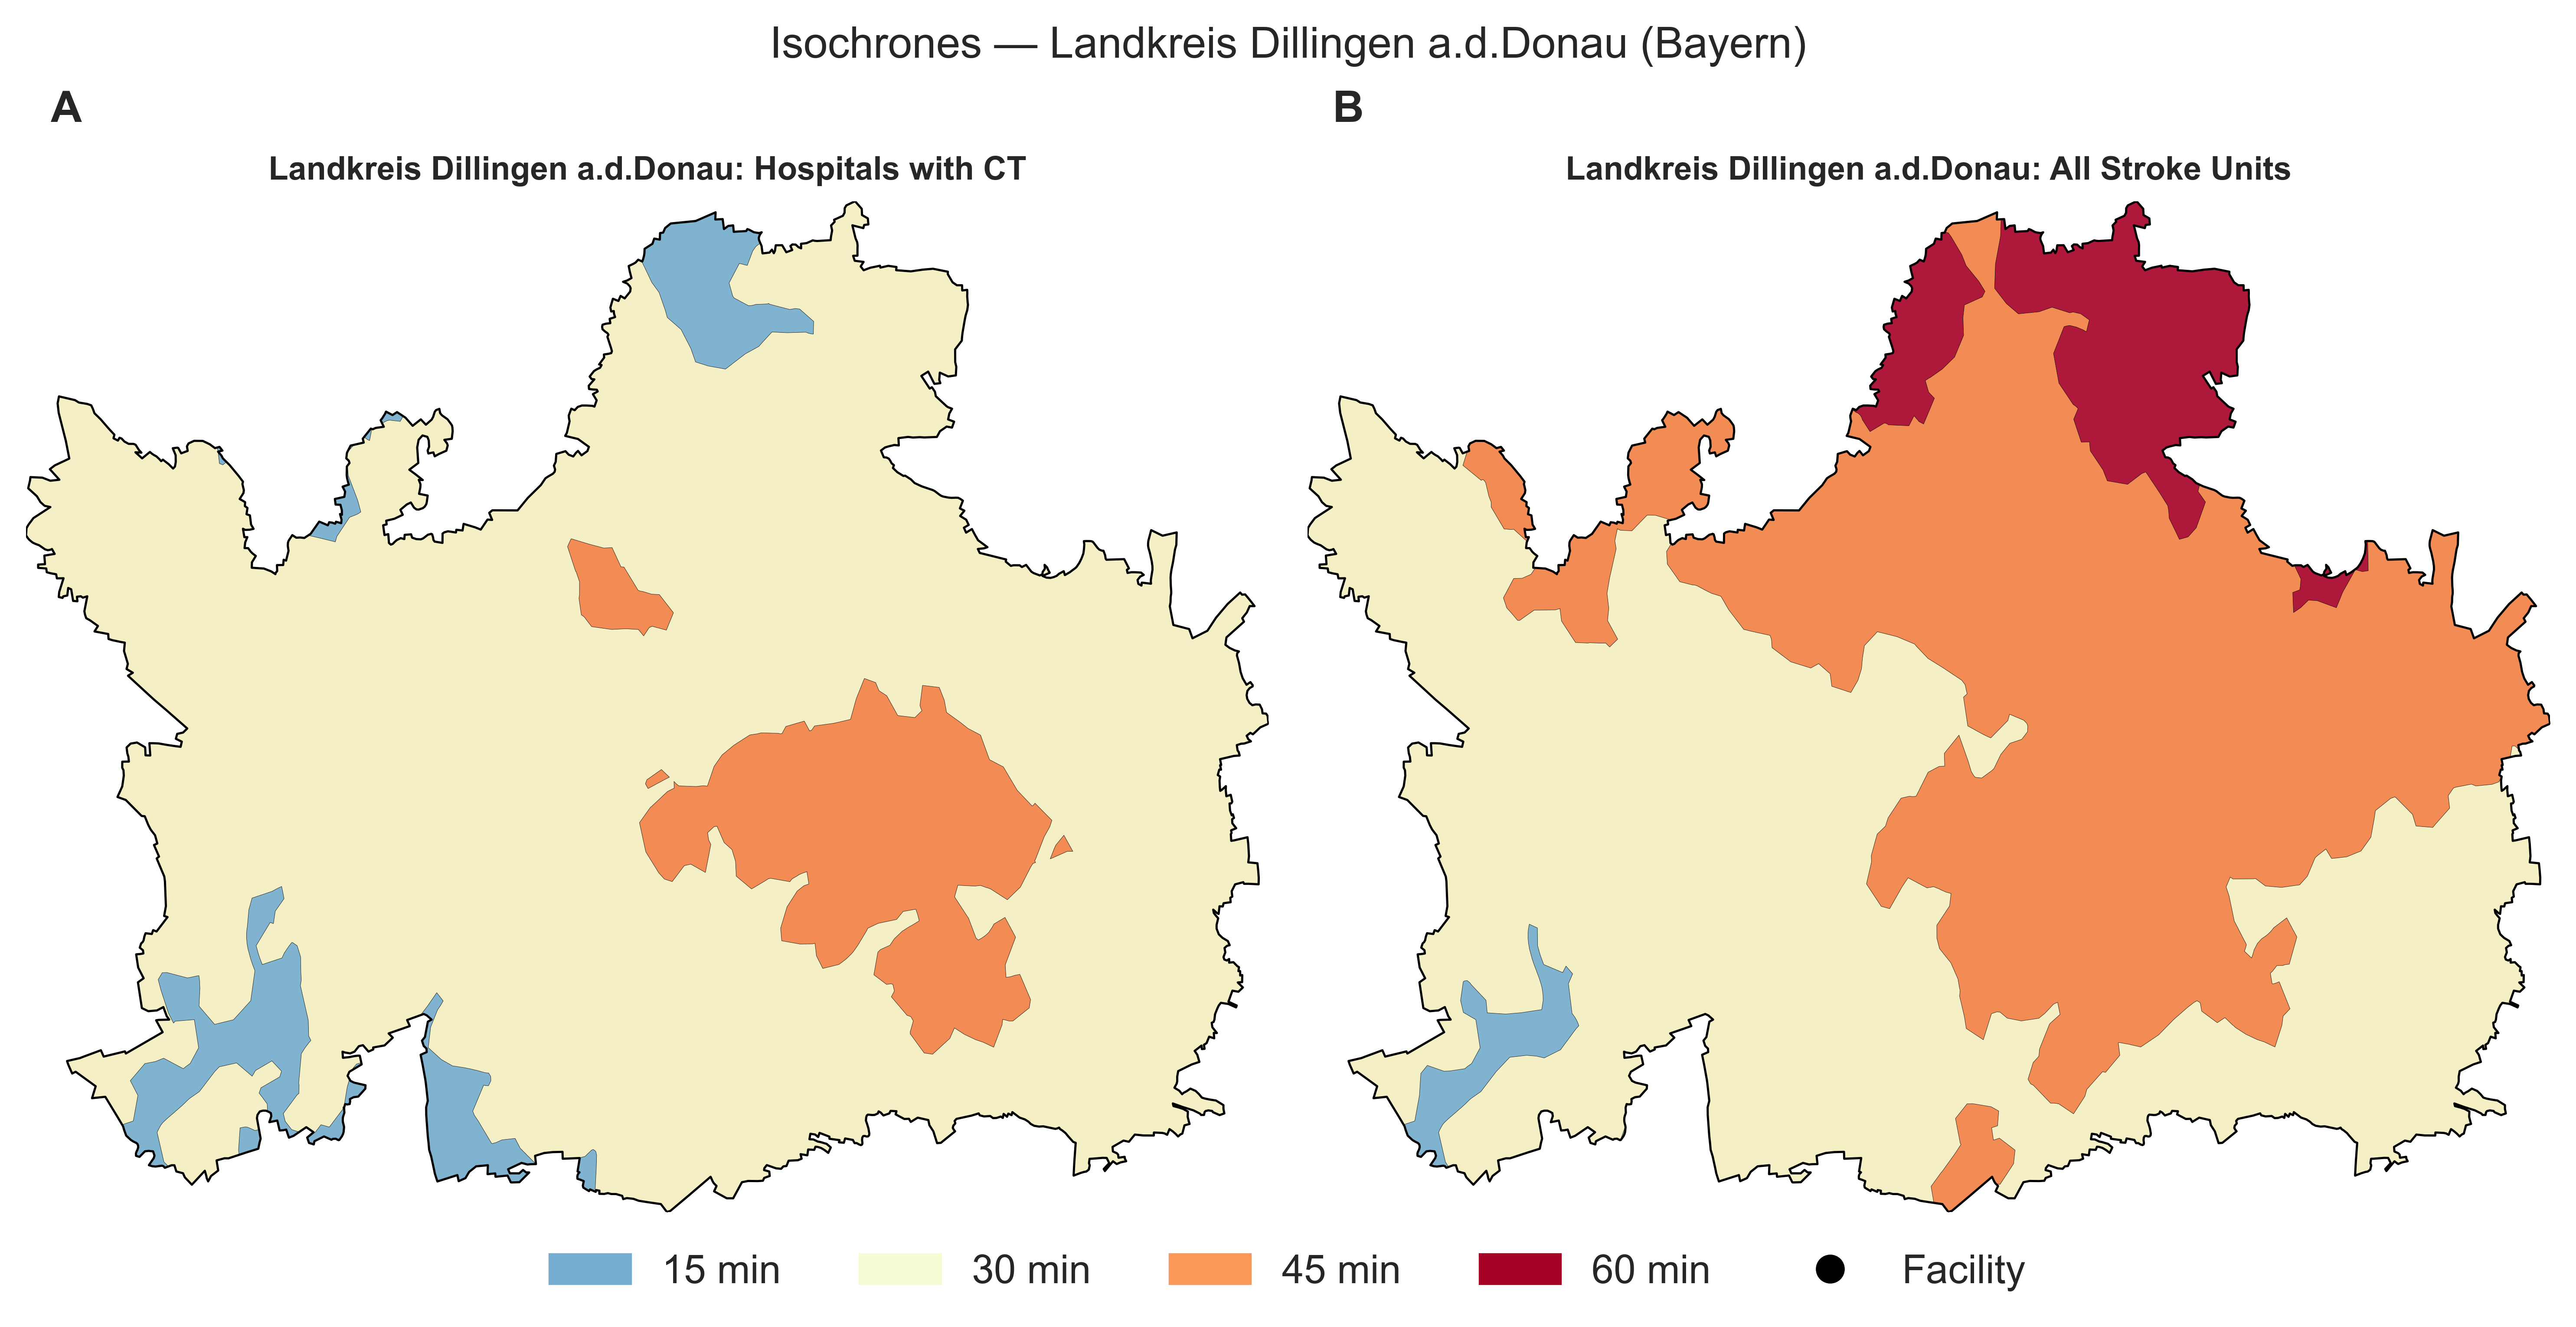 Isochrones — Landkreis Dillingen a.d.Donau (Bayern)
A
B
Landkreis Dillingen a.d.Donau: Hospitals with CT
Landkreis Dillingen a.d.Donau: All Stroke Units
15 min
30 min
45 min
60 min
Facility